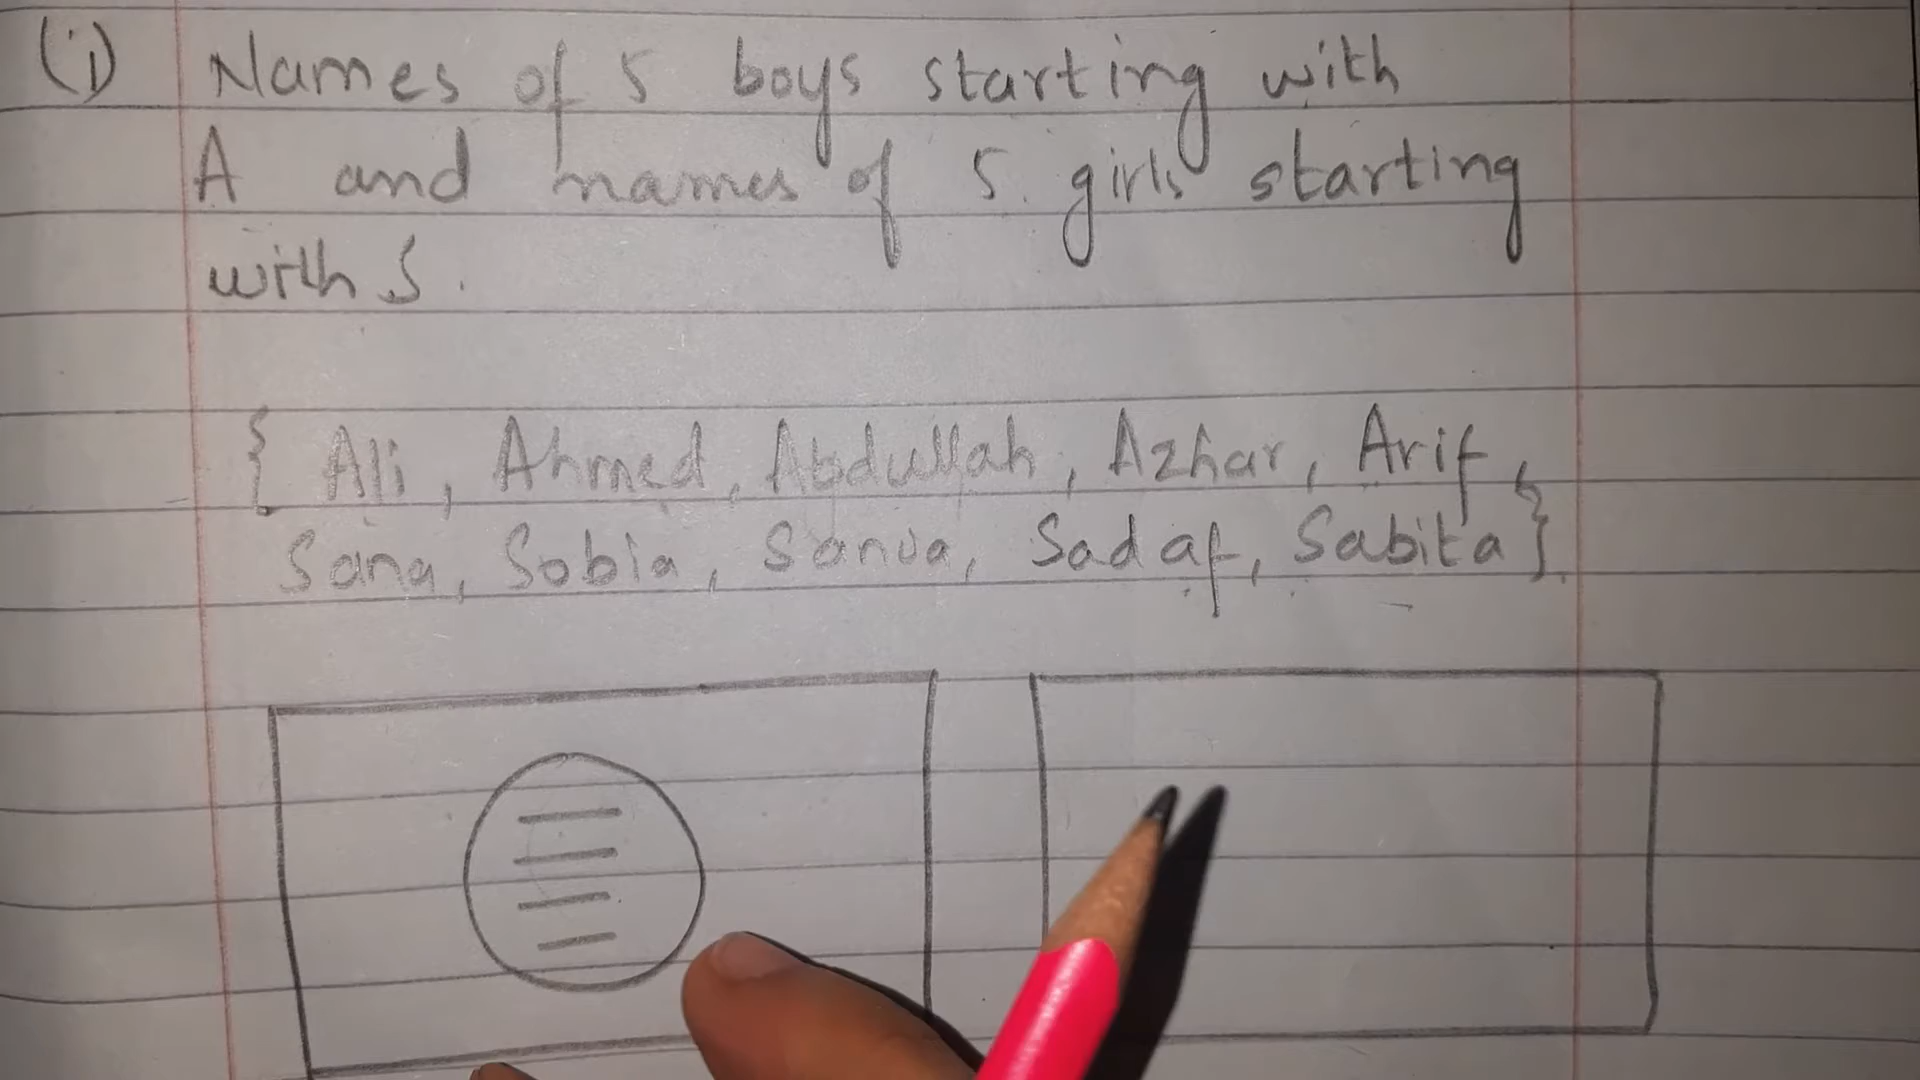 (i) Names of 5 boys starting with
A and names of 5 girls starting
with S.
{ Ali, Ahmed, Abdullah, Azhar, Arif,
Sana, Sobia, Sania, Sadaf, Sabita }.